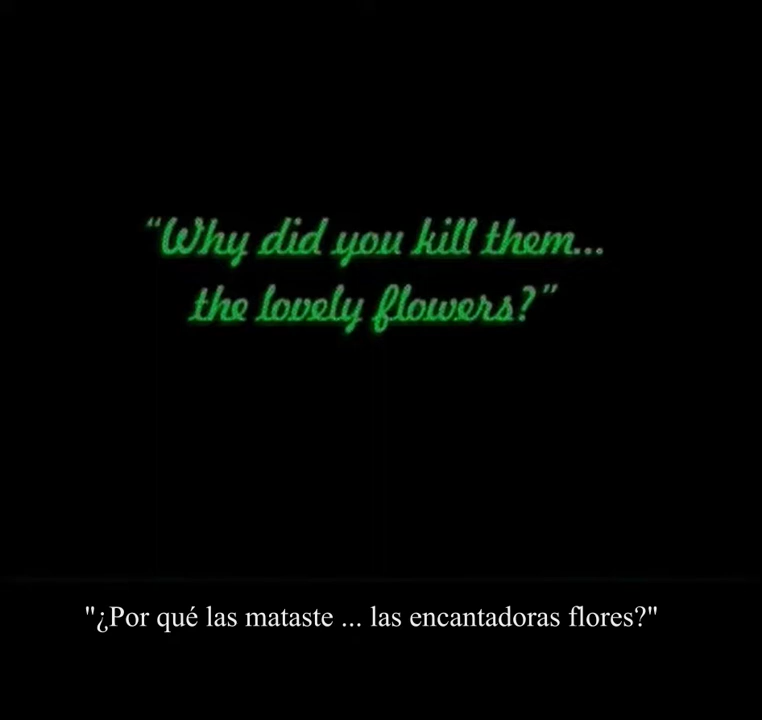 “Why did you kill them...
the lovely flowers?”
"¿Por qué las mataste ... las encantadoras flores?"